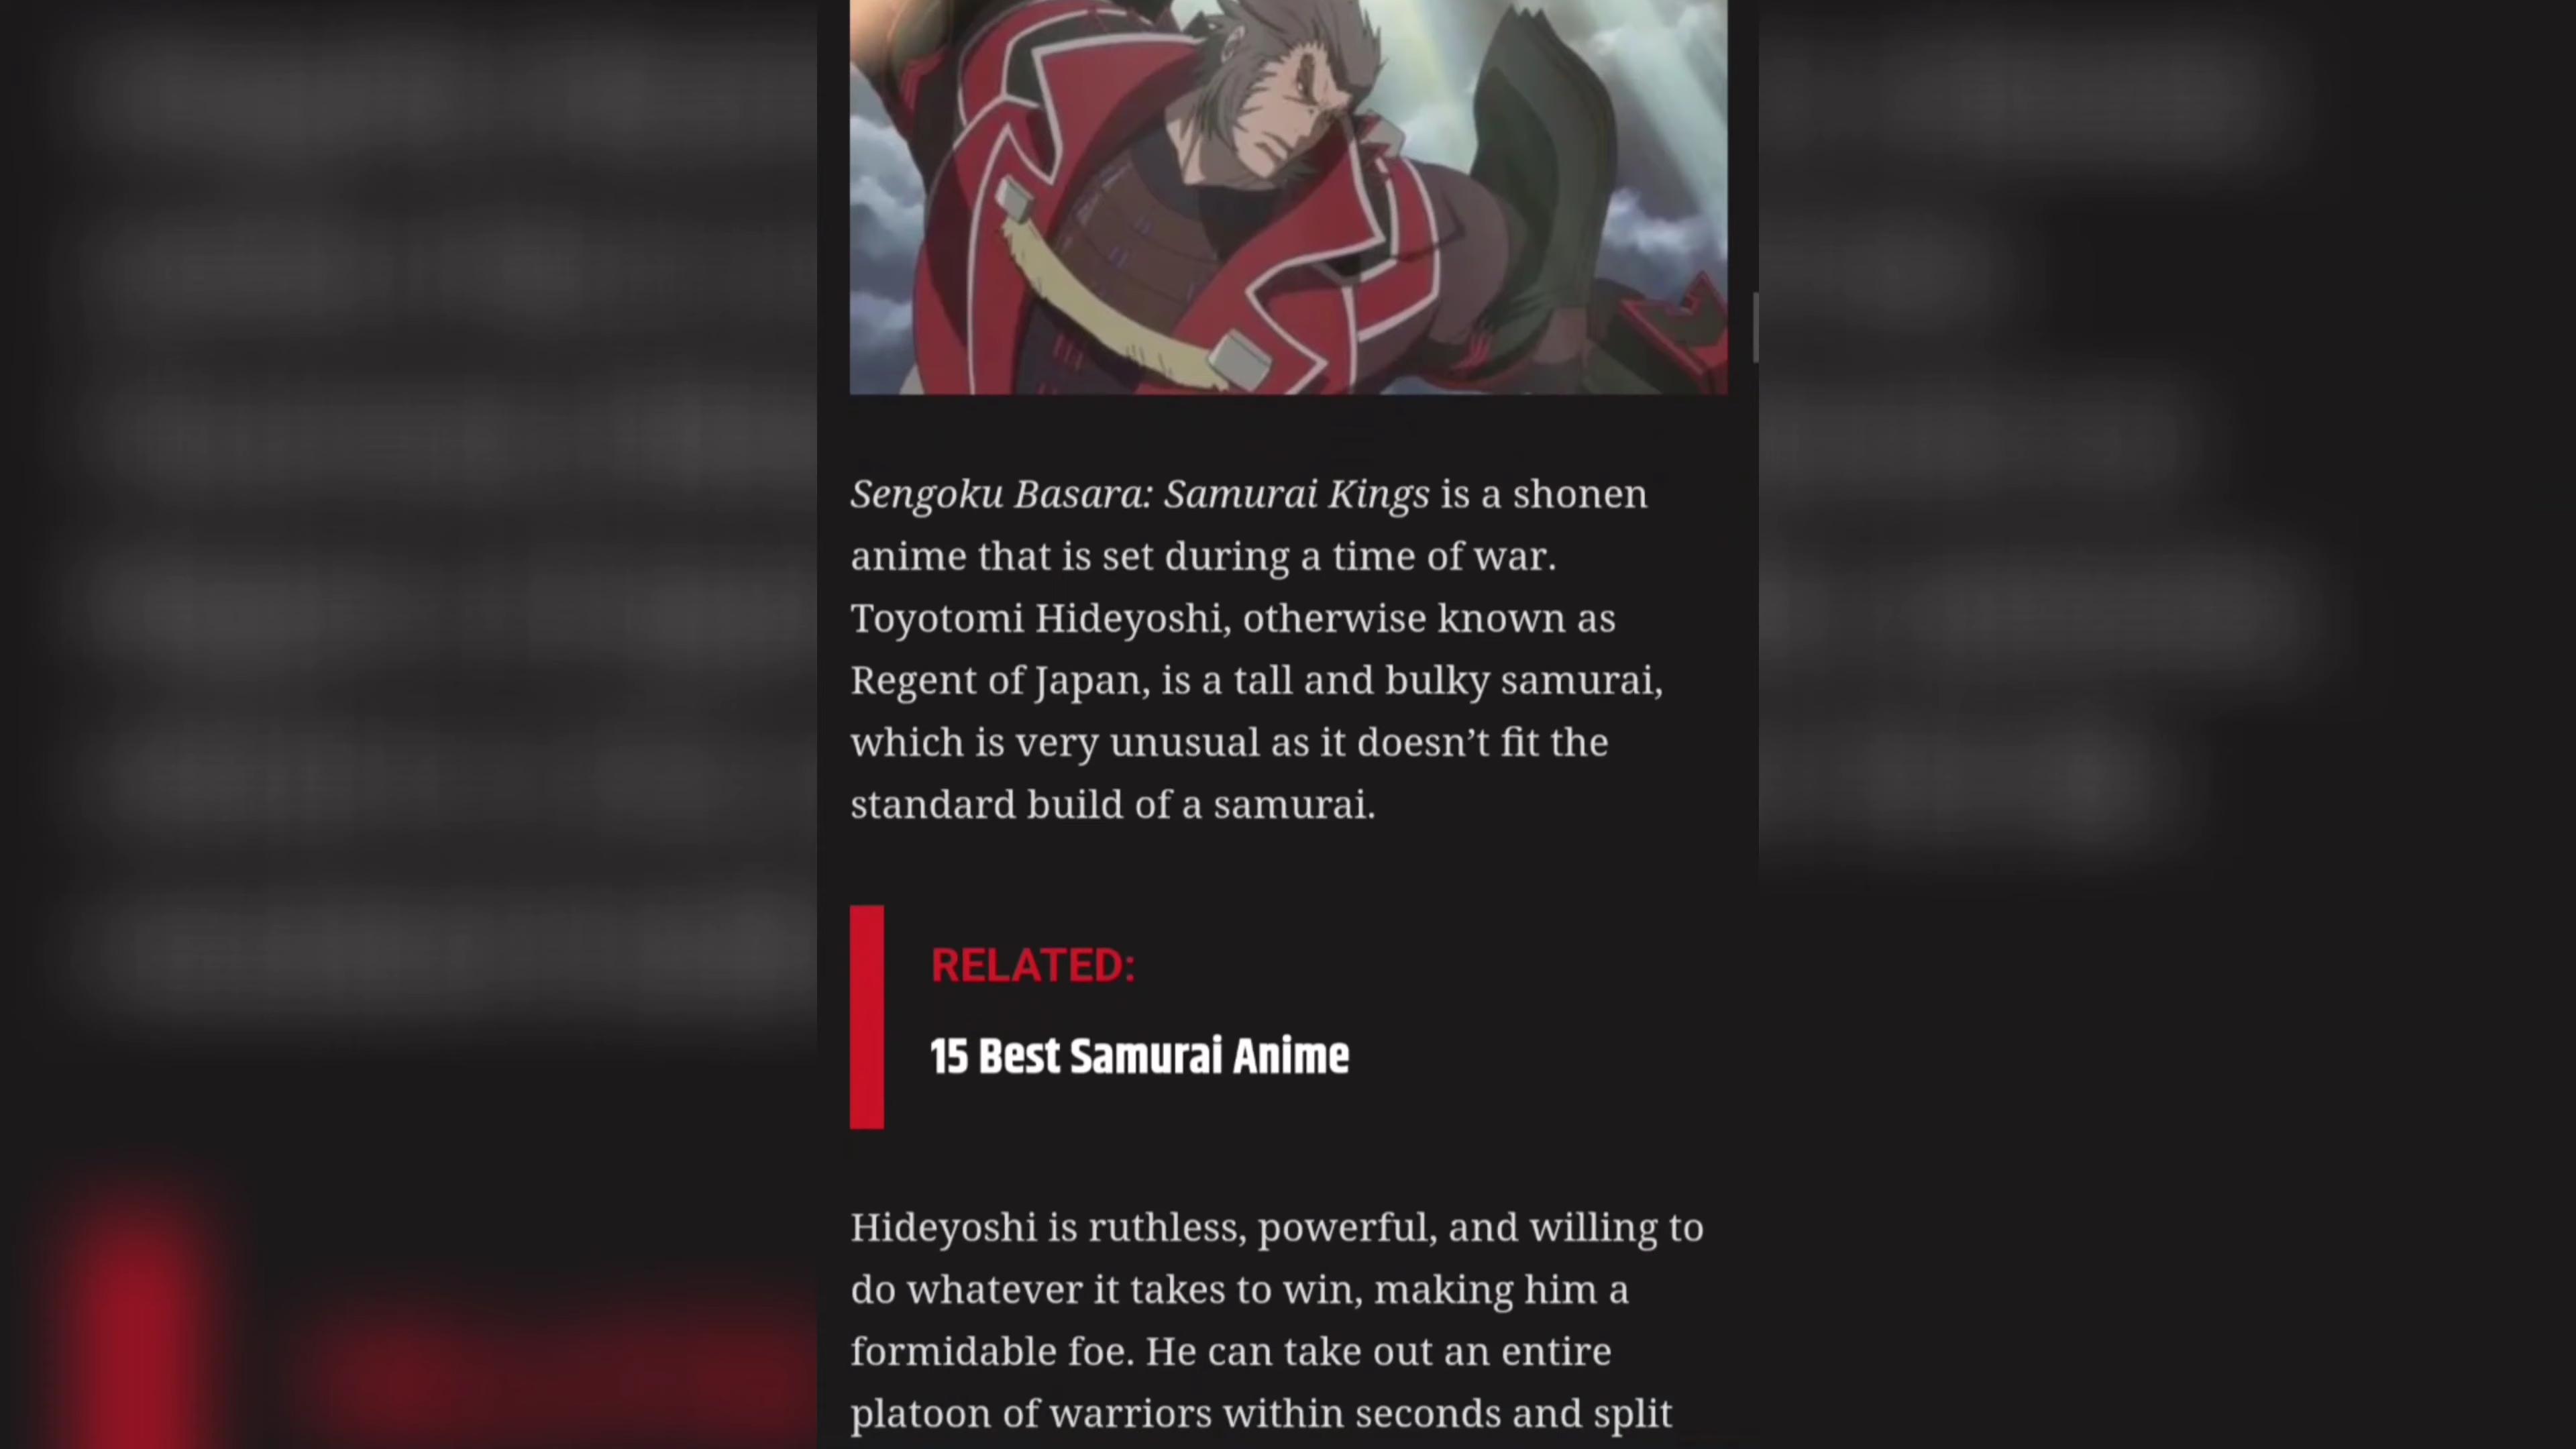 Sengoku Basara: Samurai Kings is a shonen
anime that is set during a time of war.
Toyotomi Hideyoshi, otherwise known as
Regent of Japan, is a tall and bulky samurai,
which is very unusual as it doesn’t fit the
standard build of a samurai.
RELATED:
15 Best Samurai Anime
Hideyoshi is ruthless, powerful, and willing to
do whatever it takes to win, making him a
formidable foe. He can take out an entire
platoon of warriors within seconds and split